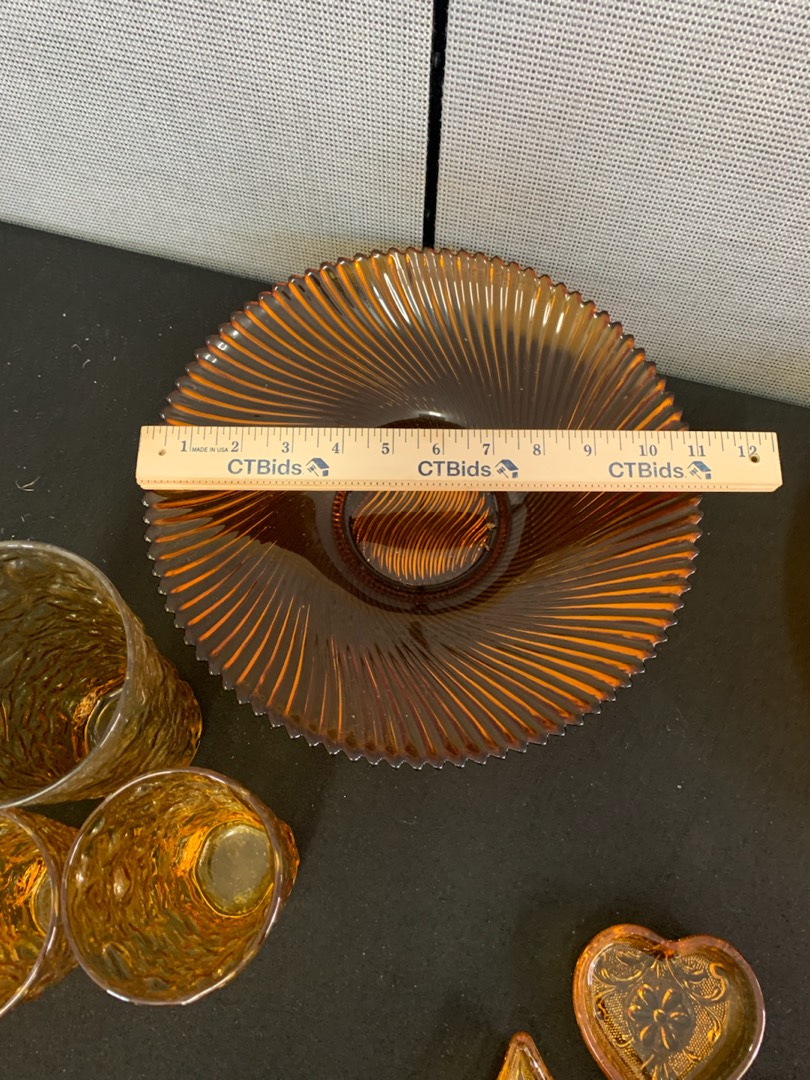 1 MADE IN USA 2 3 4 5 6 7 8 9 10 11 12
CTBids CTBids CTBids